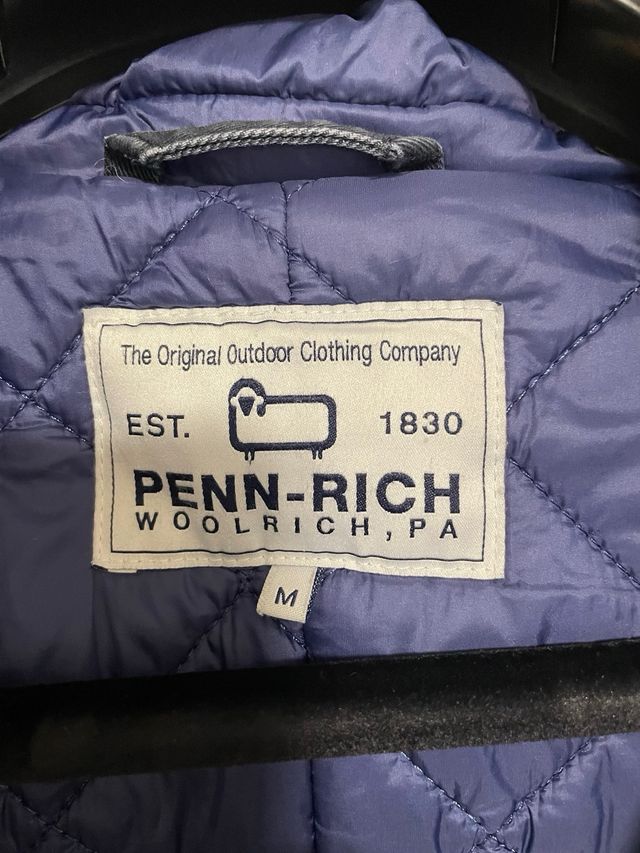 The Original Outdoor Clothing Company
EST. 1830
PENN-RICH
WOOLRICH, PA
M